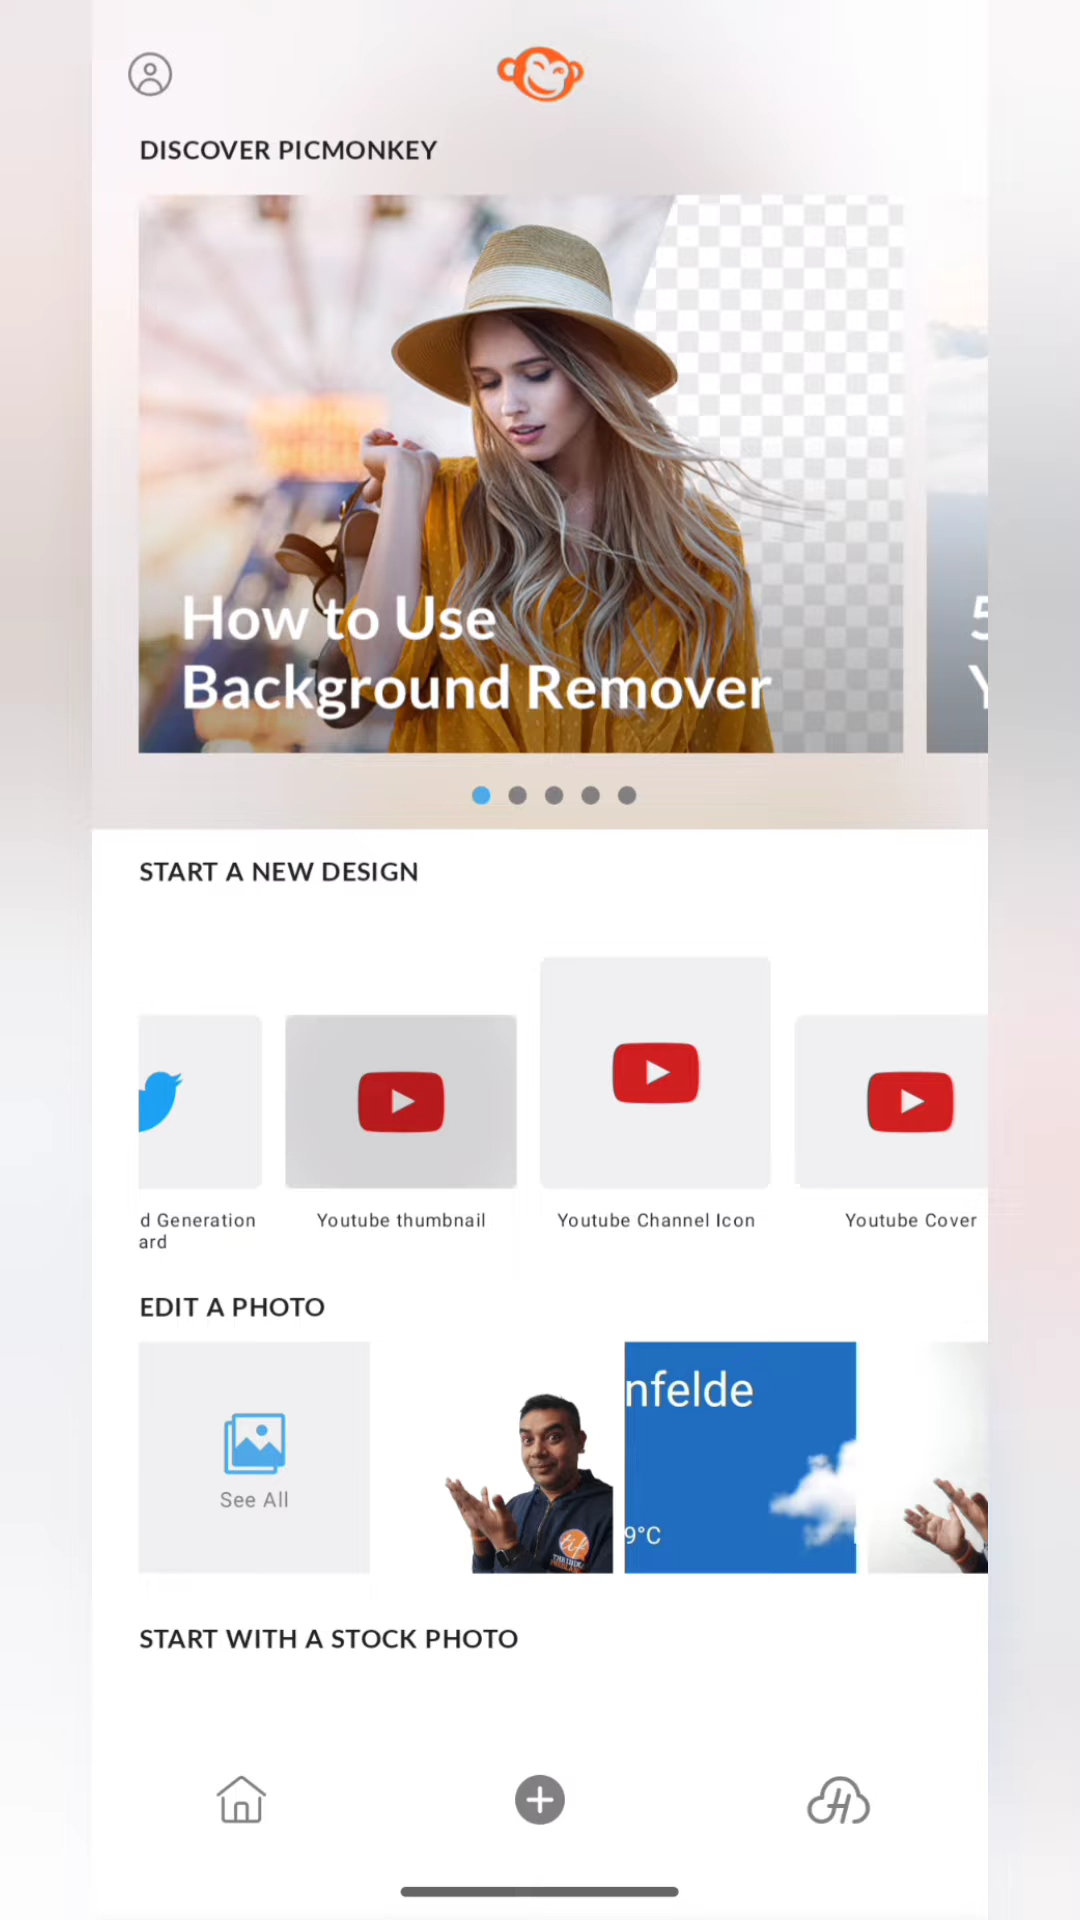 DISCOVER PICMONKEY
How to Use
Background Remover
5
Y
START A NEW DESIGN
d Generation
ard
Youtube thumbnail
Youtube Channel Icon
Youtube Cover
EDIT A PHOTO
See All
nfelde
9°C
START WITH A STOCK PHOTO